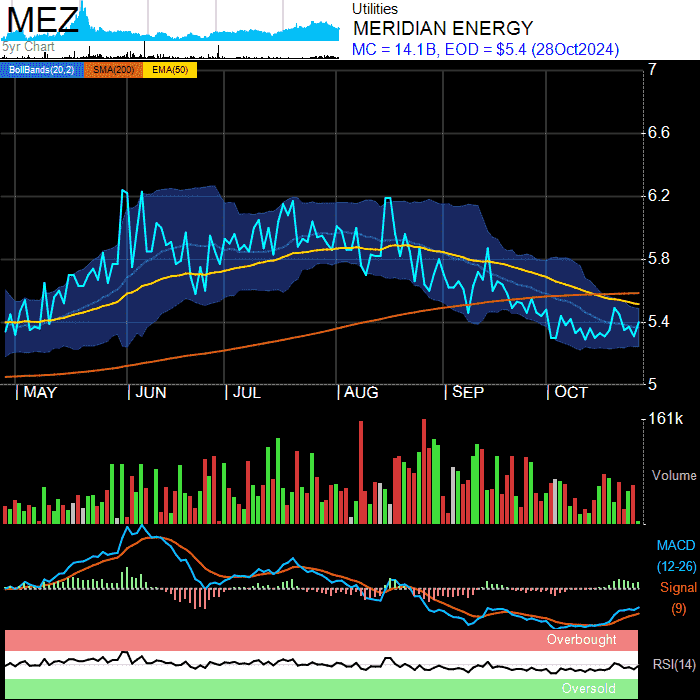 MEZ
5yr Chart
Utilities
MERIDIAN ENERGY
MC = 14.1B, EOD = $5.4 (28Oct2024)
BollBands(20,2) SMA(200) EMA(50)
7
6.6
6.2
5.8
5.4
5
MAY JUN JUL AUG SEP OCT
161k
Volume
MACD
(12-26)
Signal
(9)
Overbought
RSI(14)
Oversold